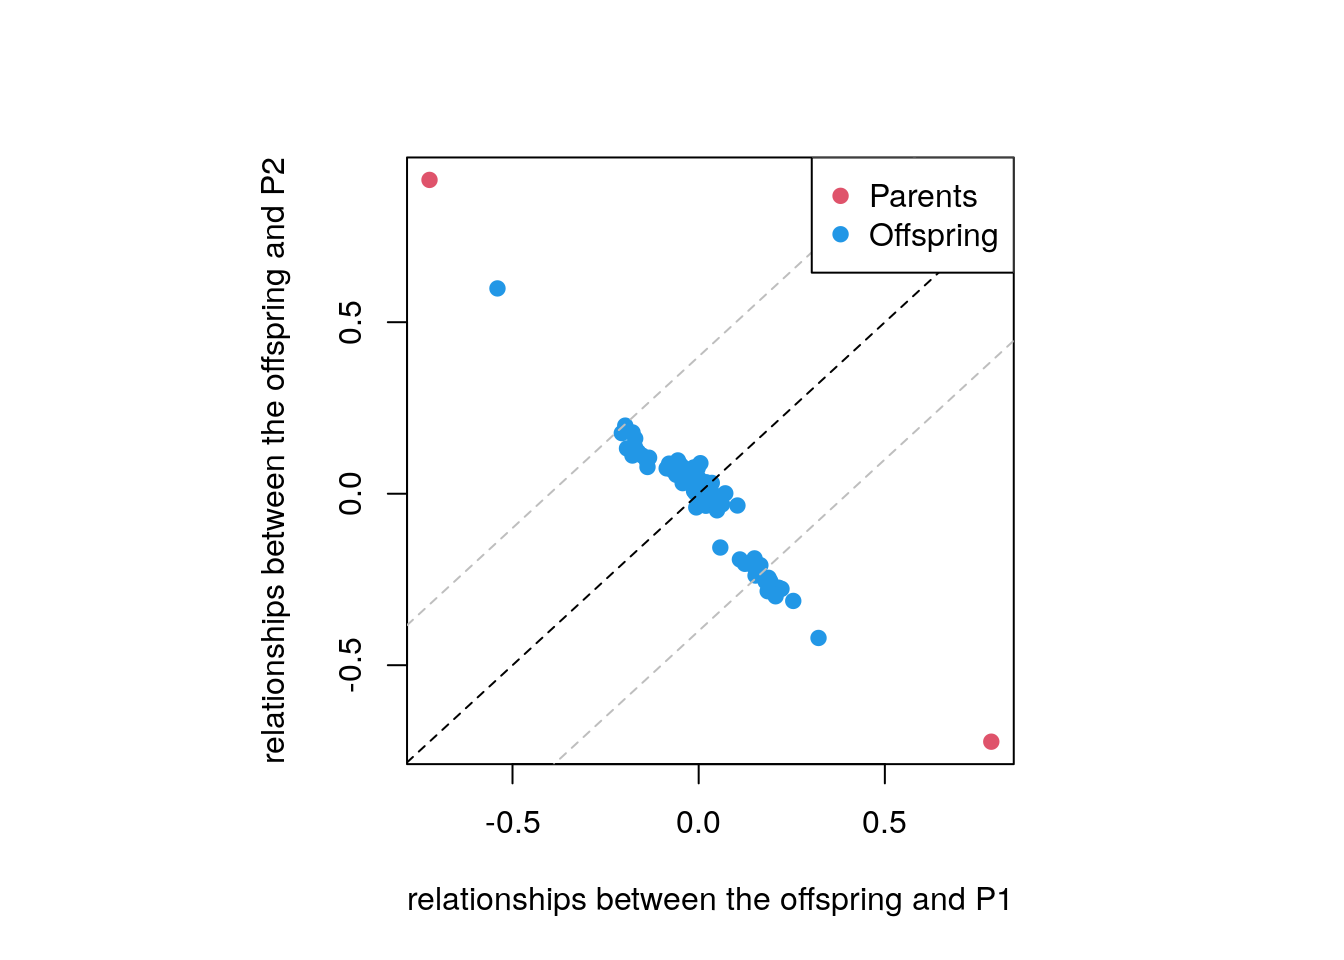 relationships between the offspring and P2
0.5
0.0
-0.5
Parents
Offspring
-0.5 0.0 0.5
relationships between the offspring and P1